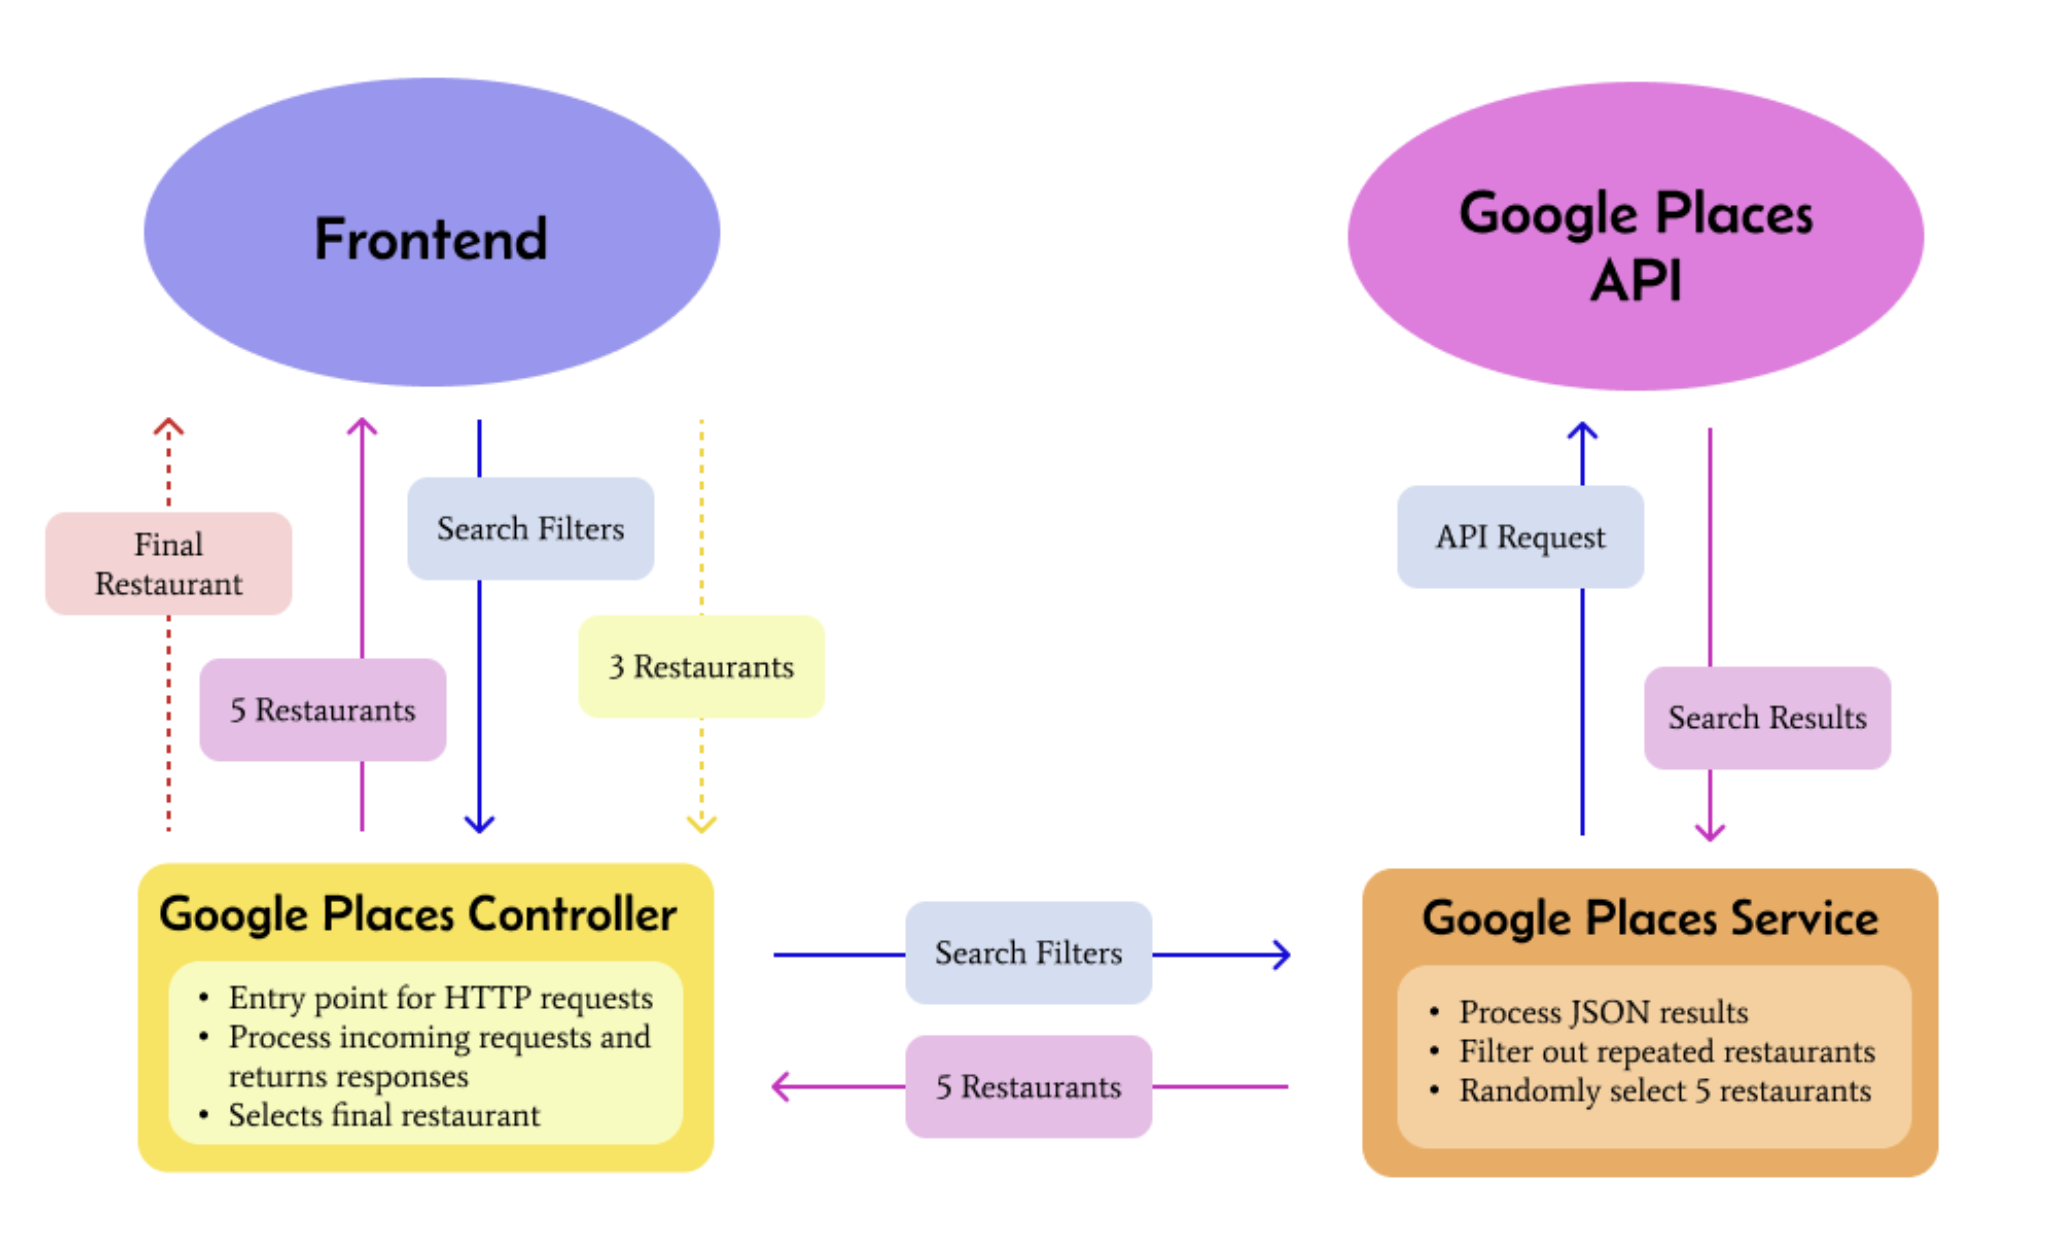 Frontend
Google Places
API
Final
Restaurant
5 Restaurants
Search Filters
3 Restaurants
API Request
Search Results
Google Places Controller
• Entry point for HTTP requests
• Process incoming requests and
returns responses
• Selects final restaurant
Search Filters
5 Restaurants
Google Places Service
• Process JSON results
• Filter out repeated restaurants
• Randomly select 5 restaurants